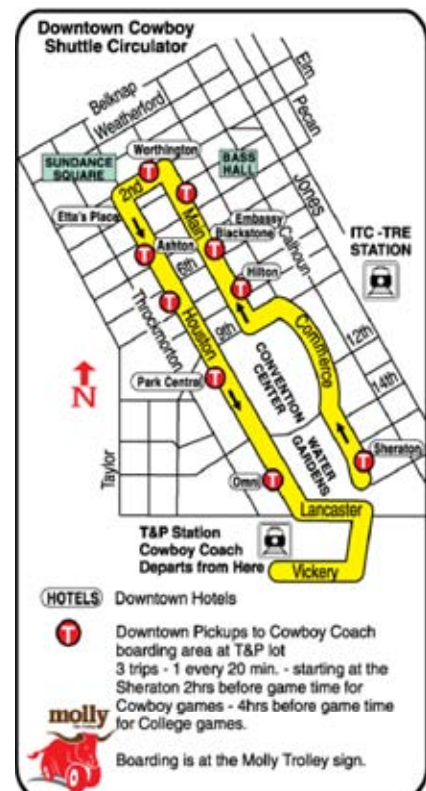 Downtown Cowboy
Shuttle Circulator
Elm
Belknap
Weatherford
Pecan
Worthington
SUNDANCE
SQUARE
BASS
HALL
2nd
Jones
Main
Etta's Place
Embassy
Blackstone
Calhoun
ITC -TRE
STATION
Ashton
6th
Hilton
Throckmorton
Houston
9th
Commerce
12th
CONVENTION
CENTER
14th
Park Central
N
WATER
GARDENS
Sheraton
Taylor
Omni
Lancaster
T&P Station
Cowboy Coach
Departs from Here
Vickery
HOTELS Downtown Hotels
T Downtown Pickups to Cowboy Coach
boarding area at T&P lot
3 trips - 1 every 20 min. - starting at the
Sheraton 2hrs before game time for
Cowboy games - 4hrs before game time
for College games.
molly
Boarding is at the Molly Trolley sign.